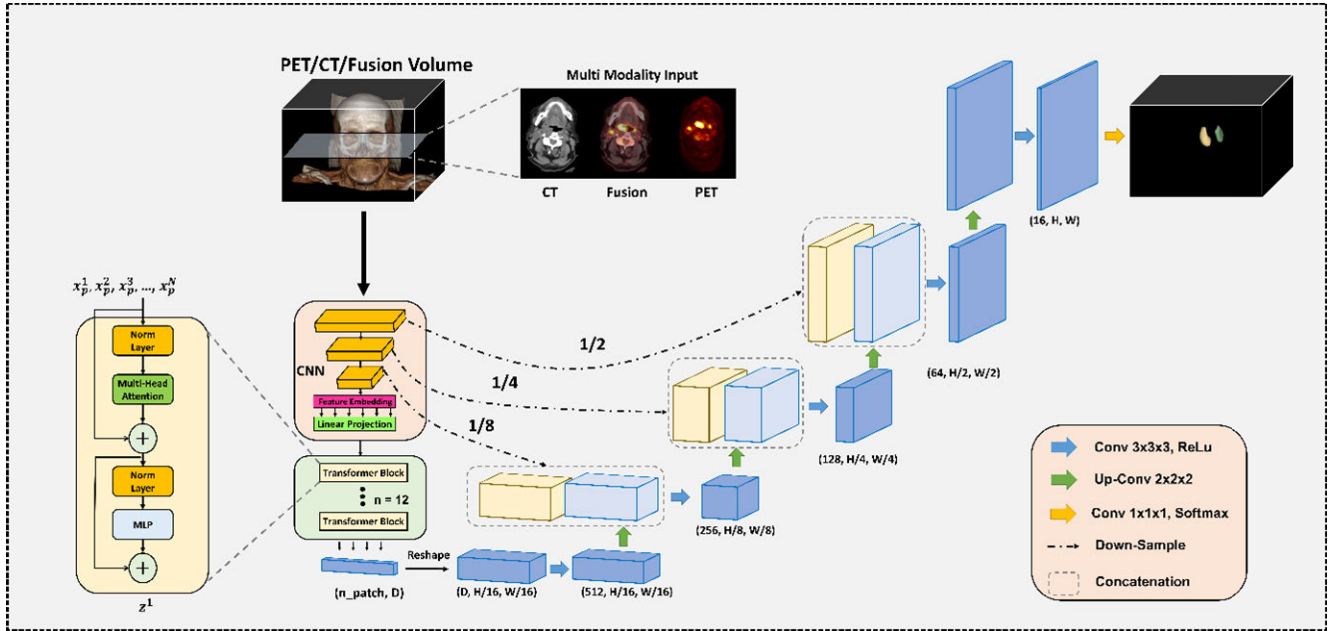 PET/CT/Fusion Volume
Multi Modality Input
CT Fusion PET
(16, H, W)
x_p^1, x_p^2, x_p^3, ..., x_p^N
Norm
Layer
Multi-Head
Attention
+
Norm
Layer
MLP
+
z^1
CNN
Feature Embedding
Linear Projection
Transformer Block
n = 12
Transformer Block
(n_patch, D)
Reshape
(D, H/16, W/16)
(512, H/16, W/16)
1/2
1/4
1/8
(256, H/8, W/8)
(128, H/4, W/4)
(64, H/2, W/2)
Conv 3x3x3, ReLu
Up-Conv 2x2x2
Conv 1x1x1, Softmax
Down-Sample
Concatenation